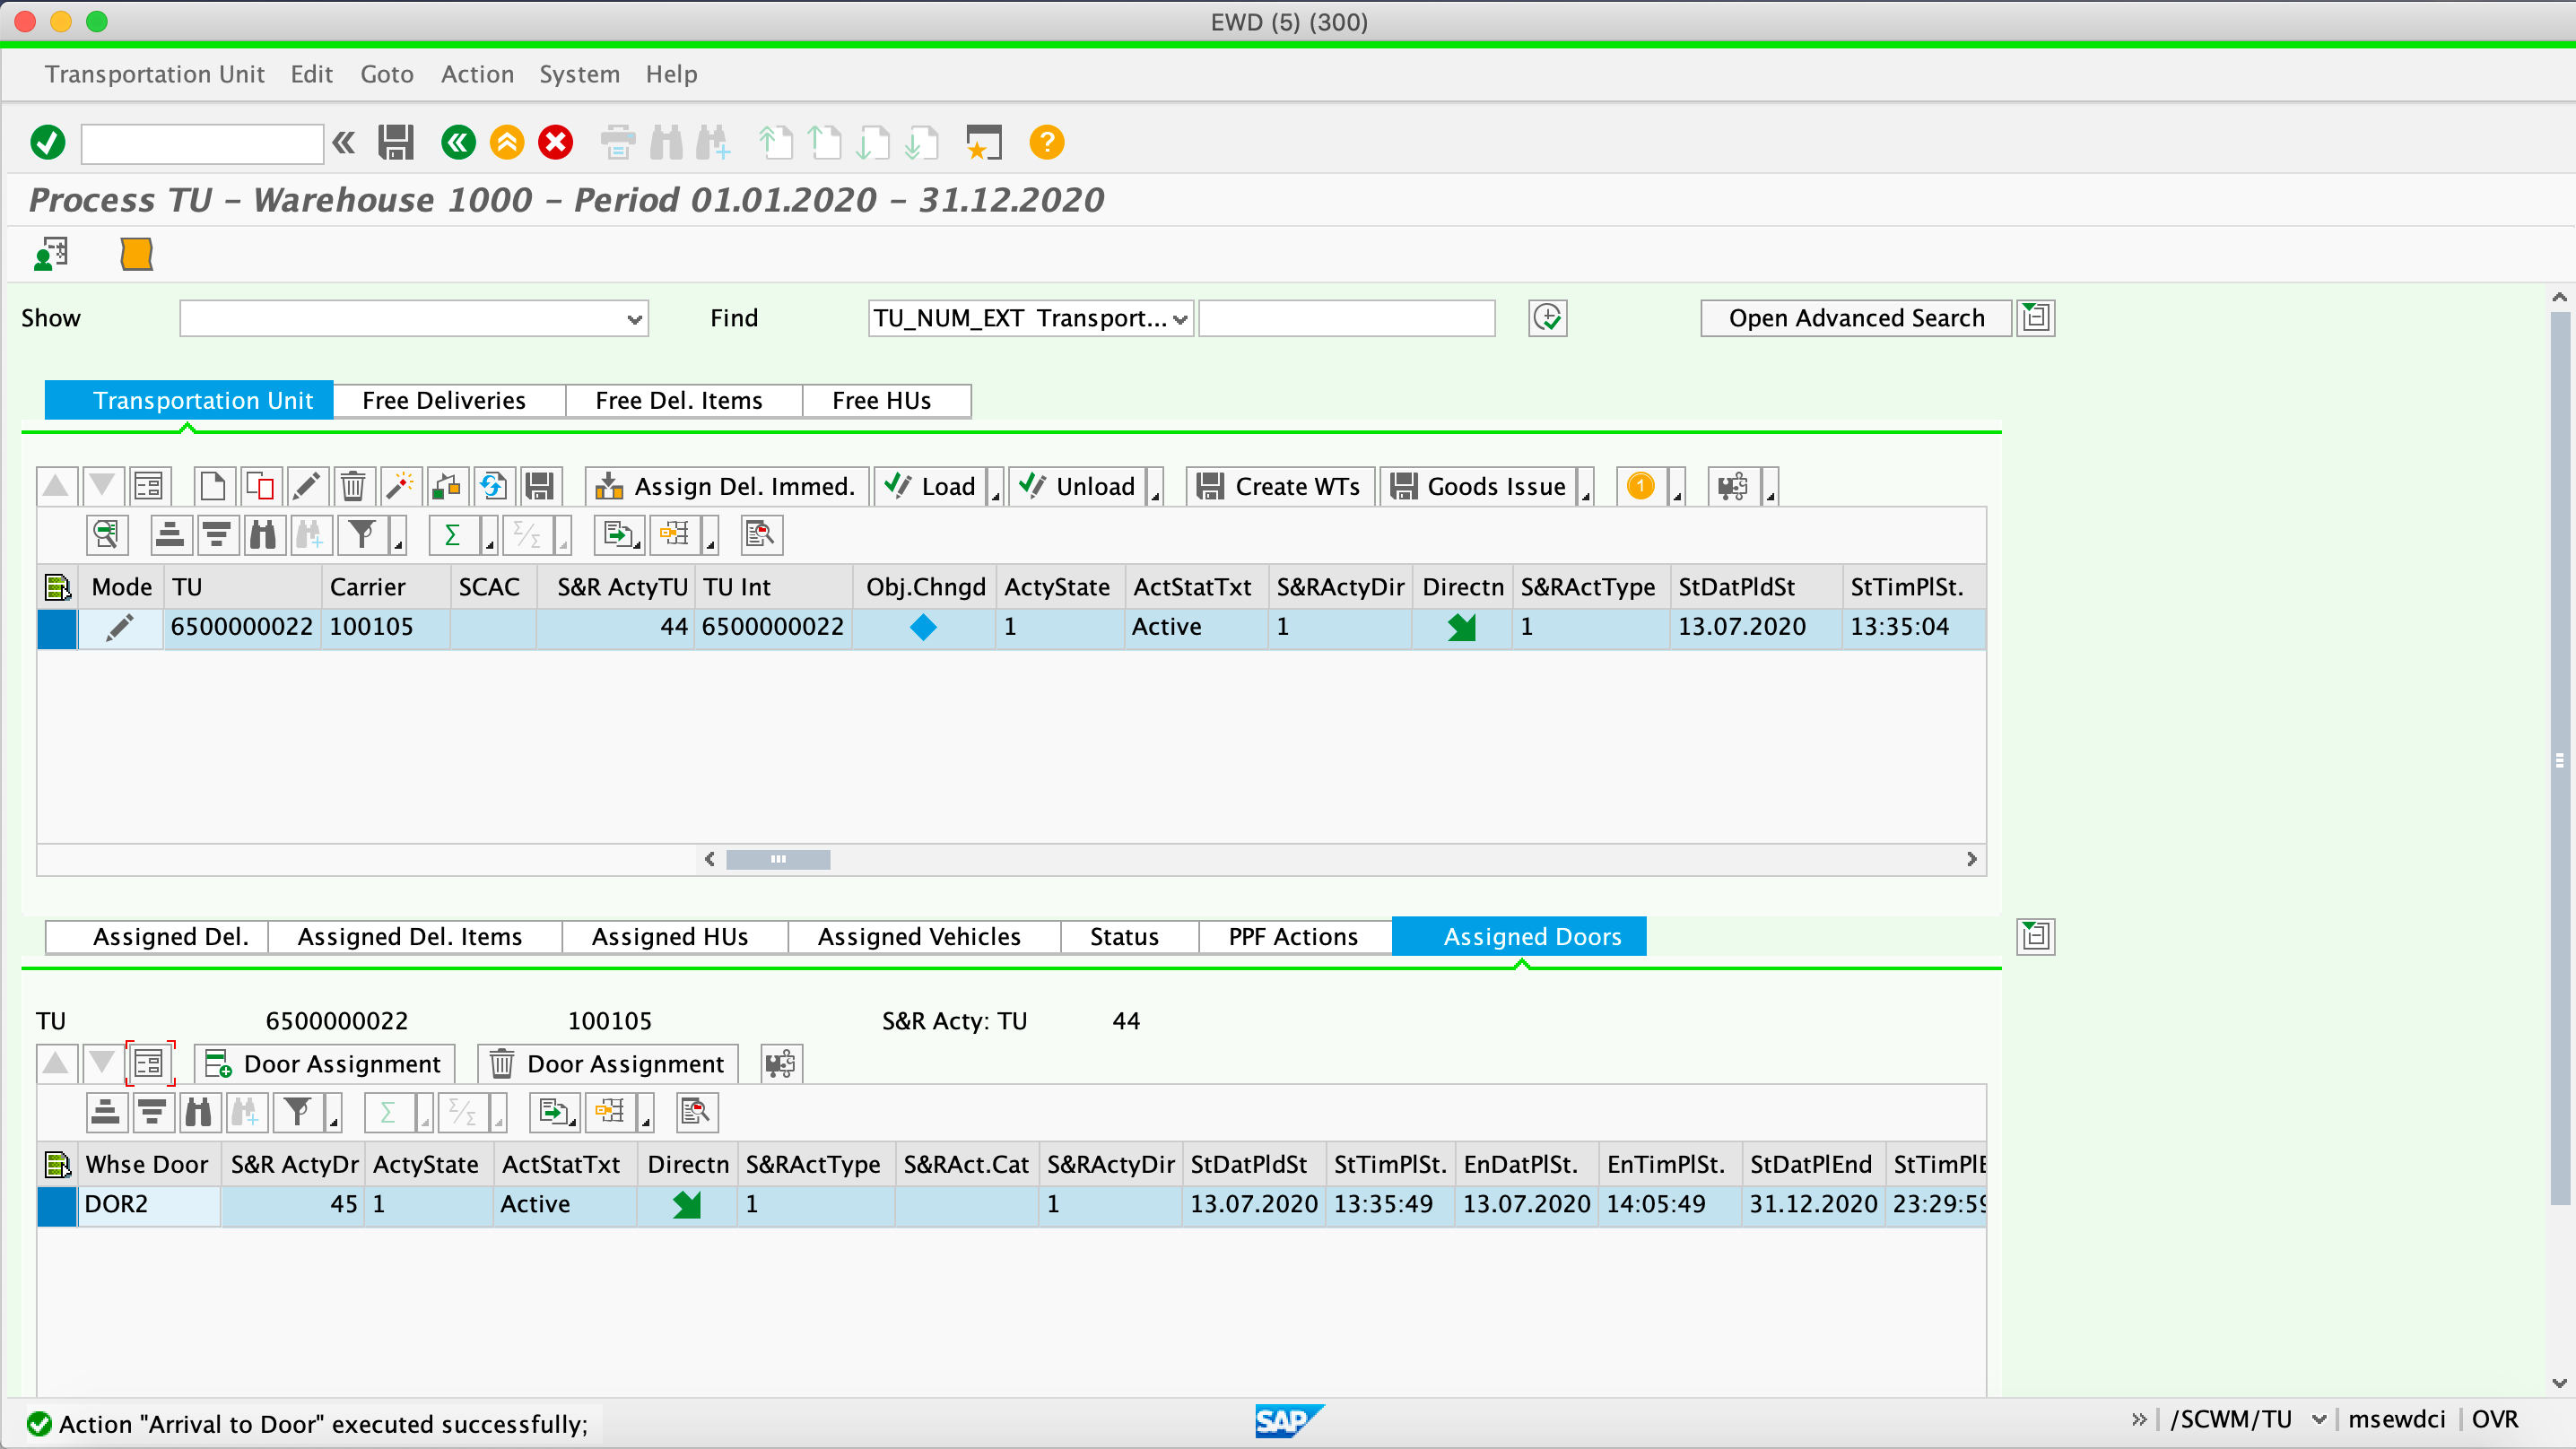 EWD (5) (300)
Transportation Unit Edit Goto Action System Help
Process TU - Warehouse 1000 - Period 01.01.2020 - 31.12.2020
Show Find TU_NUM_EXT Transport... Open Advanced Search
Transportation Unit Free Deliveries Free Del. Items Free HUs
Assign Del. Immed. Load Unload Create WTs Goods Issue 1
Mode TU Carrier SCAC S&R ActyTU TU Int Obj.Chngd ActyState ActStatTxt S&RActyDir Directn S&RActType StDatPldSt StTimPlSt.
6500000022 100105 44 6500000022 1 Active 1 1 13.07.2020 13:35:04
Assigned Del. Assigned Del. Items Assigned HUs Assigned Vehicles Status PPF Actions Assigned Doors
TU 6500000022 100105 S&R Acty: TU 44
Door Assignment Door Assignment
Whse Door S&R ActyDr ActyState ActStatTxt Directn S&RActType S&RAct.Cat S&RActyDir StDatPldSt StTimPlSt. EnDatPlSt. EnTimPlSt. StDatPlEnd StTimPlE
DOR2 45 1 Active 1 1 13.07.2020 13:35:49 13.07.2020 14:05:49 31.12.2020 23:29:59
Action "Arrival to Door" executed successfully; SAP /SCWM/TU msewdci OVR